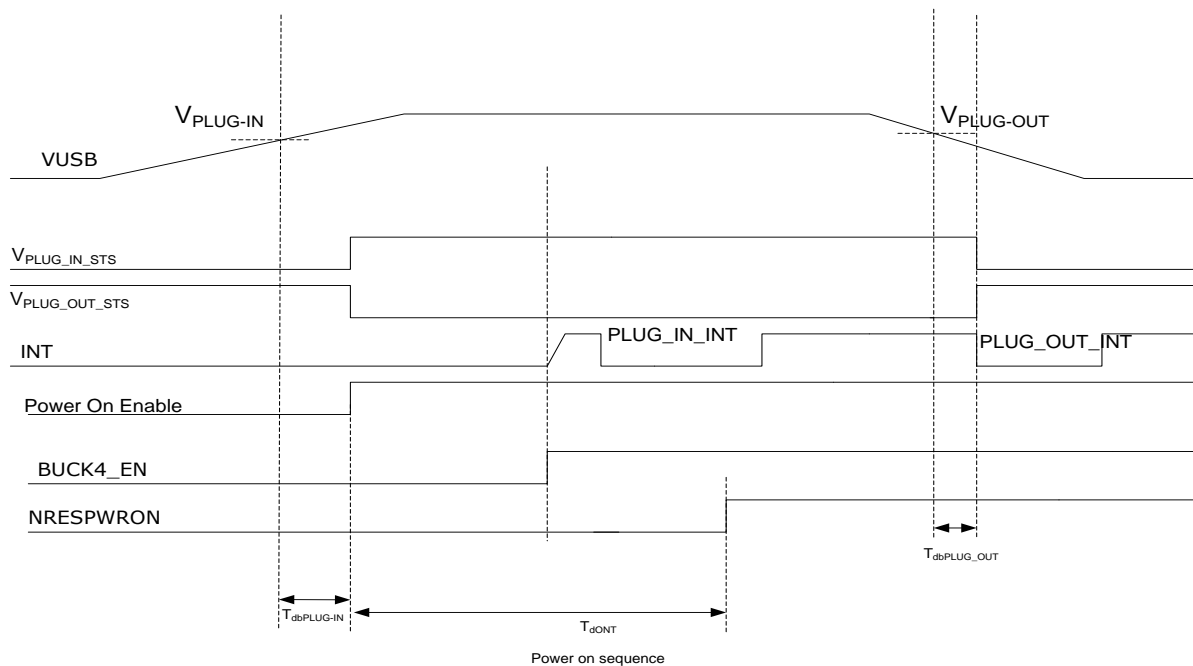 VPLUG-IN
VPLUG-OUT
VUSB
VPLUG_IN_STS
VPLUG_OUT_STS
PLUG_IN_INT
PLUG_OUT_INT
INT
Power On Enable
BUCK4_EN
NRESPWRON
TdbPLUG_OUT
TdbPLUG-IN
TdONT
Power on sequence